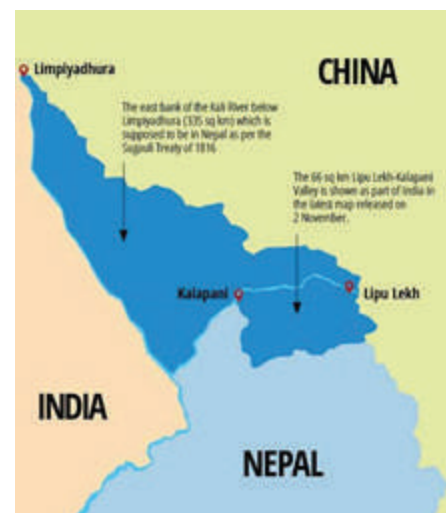 Limpiyadhura
CHINA
The east bank of the Kali River below
Limpiyadhura (335 sq km) which is
supposed to be in Nepal as per the
Sugauli Treaty of 1816
The 66 sq km Lipu Lekh-Kalapani
Valley is shown as part of India in
the latest map released on
2 November.
Kalapani
Lipu Lekh
INDIA
NEPAL